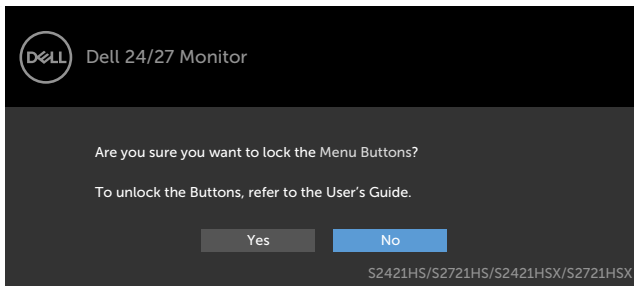 DELL Dell 24/27 Monitor
Are you sure you want to lock the Menu Buttons?
To unlock the Buttons, refer to the User’s Guide.
Yes No
S2421HS/S2721HS/S2421HSX/S2721HSX